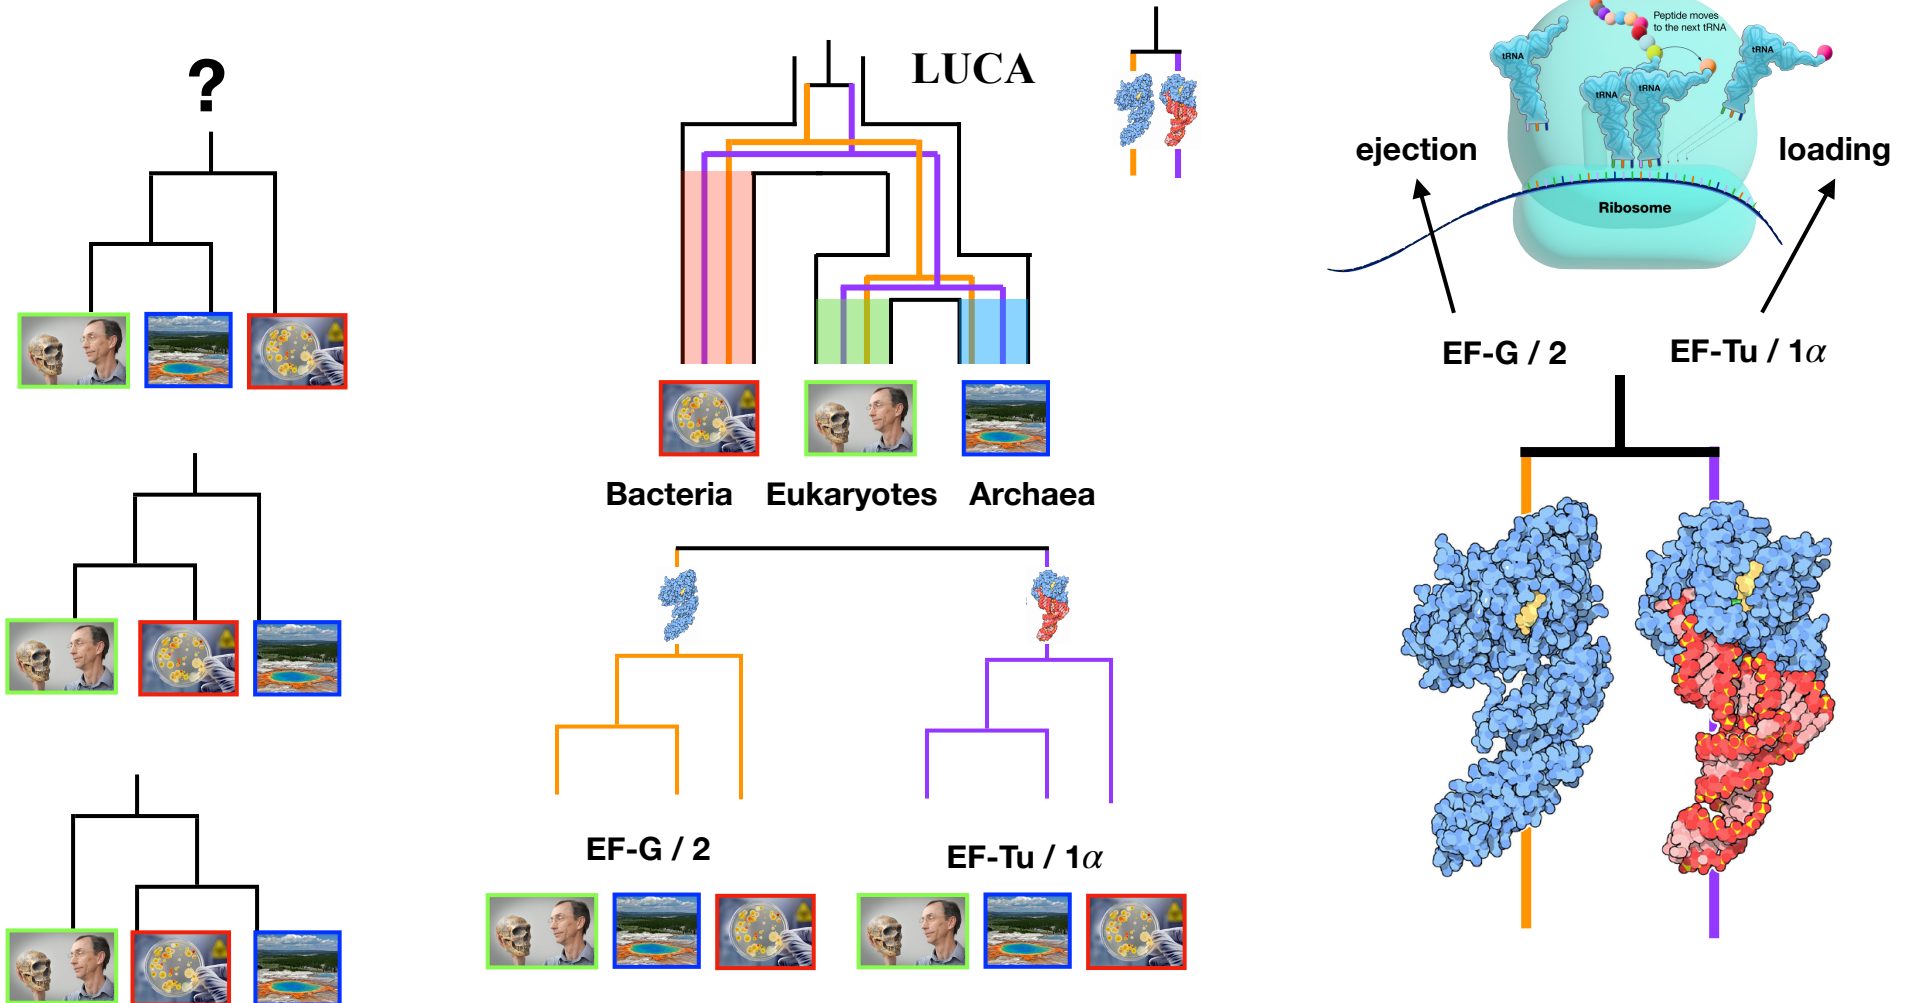 ?
LUCA
Bacteria
Eukaryotes
Archaea
EF-G / 2
EF-Tu / 1α
Peptide moves
to the next tRNA
tRNA
tRNA
tRNA
tRNA
ejection
loading
Ribosome
EF-G / 2
EF-Tu / 1α